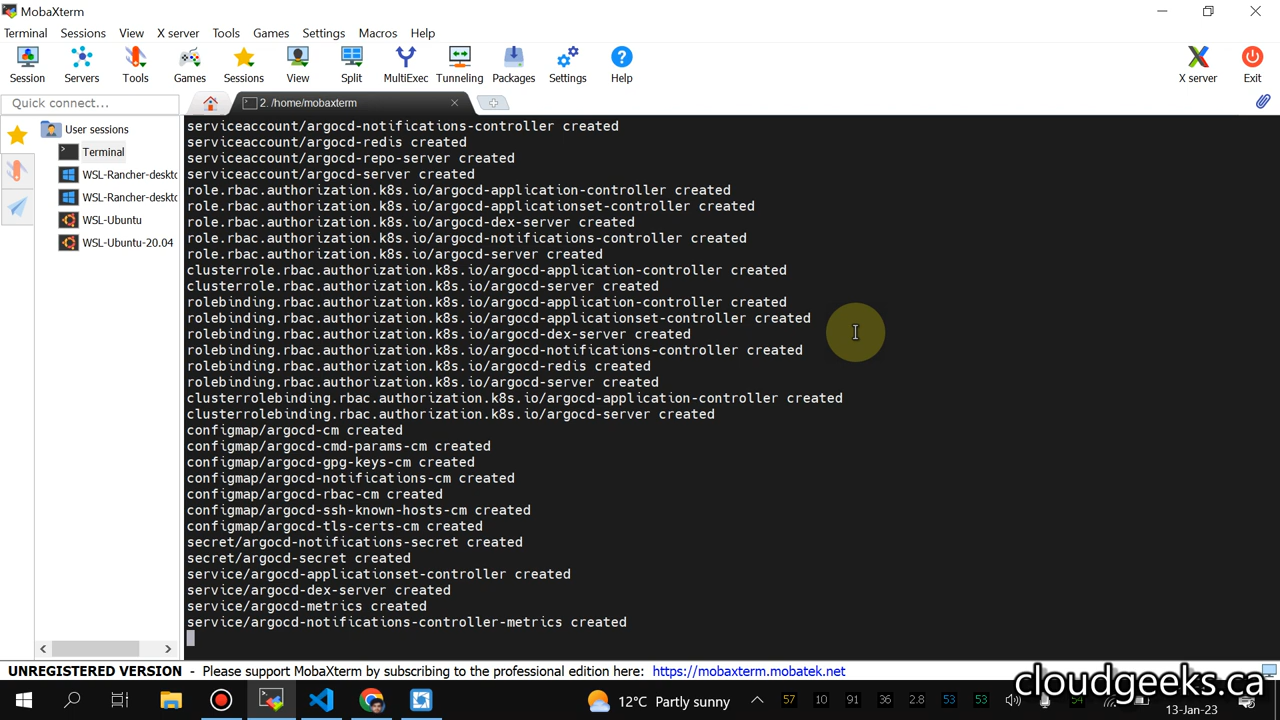 MobaXterm
Terminal Sessions View X server Tools Games Settings Macros Help
Session Servers Tools Games Sessions View Split MultiExec Tunneling Packages Settings Help X server Exit
Quick connect...
2. /home/mobaxterm
User sessions
Terminal
WSL-Rancher-deskto
WSL-Rancher-deskto
WSL-Ubuntu
WSL-Ubuntu-20.04
serviceaccount/argocd-notifications-controller created
serviceaccount/argocd-redis created
serviceaccount/argocd-repo-server created
serviceaccount/argocd-server created
role.rbac.authorization.k8s.io/argocd-application-controller created
role.rbac.authorization.k8s.io/argocd-applicationset-controller created
role.rbac.authorization.k8s.io/argocd-dex-server created
role.rbac.authorization.k8s.io/argocd-notifications-controller created
role.rbac.authorization.k8s.io/argocd-server created
clusterrole.rbac.authorization.k8s.io/argocd-application-controller created
clusterrole.rbac.authorization.k8s.io/argocd-server created
rolebinding.rbac.authorization.k8s.io/argocd-application-controller created
rolebinding.rbac.authorization.k8s.io/argocd-applicationset-controller created
rolebinding.rbac.authorization.k8s.io/argocd-dex-server created
rolebinding.rbac.authorization.k8s.io/argocd-notifications-controller created
rolebinding.rbac.authorization.k8s.io/argocd-redis created
rolebinding.rbac.authorization.k8s.io/argocd-server created
clusterrolebinding.rbac.authorization.k8s.io/argocd-application-controller created
clusterrolebinding.rbac.authorization.k8s.io/argocd-server created
configmap/argocd-cm created
configmap/argocd-cmd-params-cm created
configmap/argocd-gpg-keys-cm created
configmap/argocd-notifications-cm created
configmap/argocd-rbac-cm created
configmap/argocd-ssh-known-hosts-cm created
configmap/argocd-tls-certs-cm created
secret/argocd-notifications-secret created
secret/argocd-secret created
service/argocd-applicationset-controller created
service/argocd-dex-server created
service/argocd-metrics created
service/argocd-notifications-controller-metrics created
UNREGISTERED VERSION - Please support MobaXterm by subscribing to the professional edition here: https://mobaxterm.mobatek.net
cloudgeeks.ca
12°C Partly sunny 57 10 91 36 2.8 53 53 54
13-Jan-23